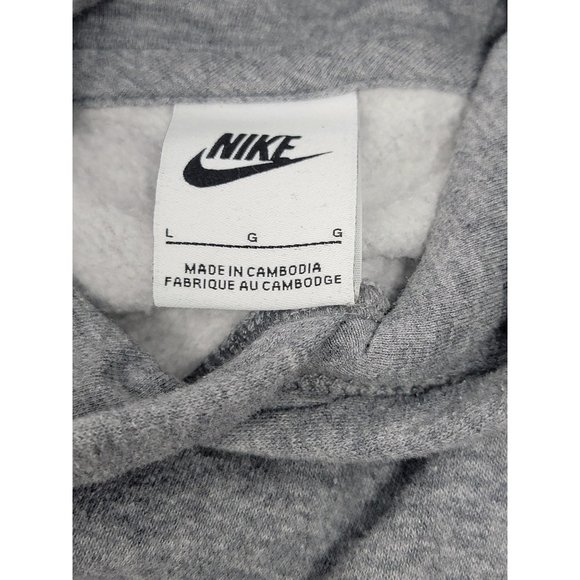 NIKE
L G G
MADE IN CAMBODIA
FABRIQUE AU CAMBODGE